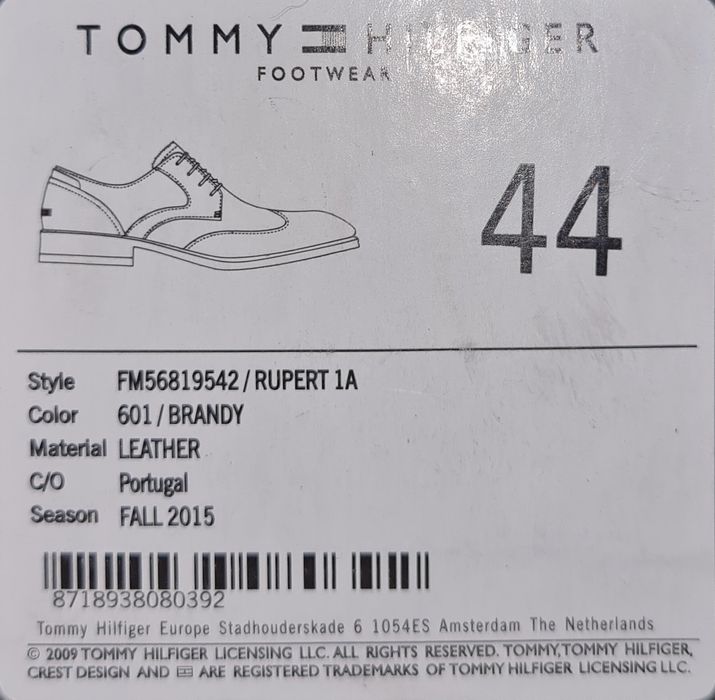 TOMMY HILFIGER
FOOTWEAR
44
Style FM56819542 / RUPERT 1A
Color 601 / BRANDY
Material LEATHER
C/O Portugal
Season FALL 2015
8718938080392
Tommy Hilfiger Europe Stadhouderskade 6 1054ES Amsterdam The Netherlands
© 2009 TOMMY HILFIGER LICENSING LLC. ALL RIGHTS RESERVED. TOMMY,TOMMY HILFIGER,
CREST DESIGN AND ARE REGISTERED TRADEMARKS OF TOMMY HILFIGER LICENSING LLC.